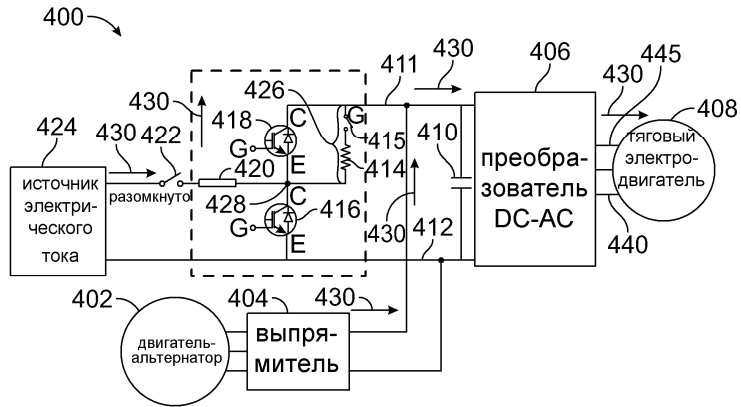 400
411
430
406
430
445
408
426
430
C
G
415
418
G
E
414
424
430
422
420
410
источник
электри-
ческого
тока
разомкнуто
428
C
G
E
416
430
412
преобра-
зователь
DC-AC
тяговый
электро-
двигатель
440
402
404
430
двигатель-
альтернатор
выпря-
митель